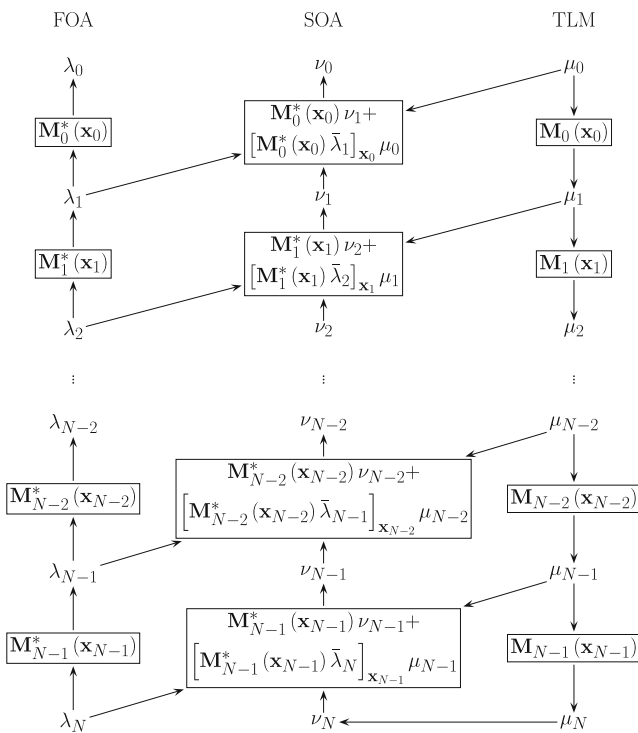 FOA SOA TLM
λ₀ ν₀ μ₀
M₀*(x₀) M₀*(x₀) ν₁+ M₀(x₀)
[M₀*(x₀) λ̄₁]ₓ₀ μ₀
λ₁ ν₁ μ₁
M₁*(x₁) M₁*(x₁) ν₂+ M₁(x₁)
[M₁*(x₁) λ̄₂]ₓ₁ μ₁
λ₂ ν₂ μ₂
⋮ ⋮ ⋮
λ_{N−2} ν_{N−2} μ_{N−2}
M*_{N−2}(x_{N−2}) M*_{N−2}(x_{N−2}) ν_{N−2}+ M_{N−2}(x_{N−2})
[M*_{N−2}(x_{N−2}) λ̄_{N−1}]_{x_{N−2}} μ_{N−2}
λ_{N−1} ν_{N−1} μ_{N−1}
M*_{N−1}(x_{N−1}) M*_{N−1}(x_{N−1}) ν_{N−1}+ M_{N−1}(x_{N−1})
[M*_{N−1}(x_{N−1}) λ̄_N]_{x_{N−1}} μ_{N−1}
λ_N ν_N μ_N